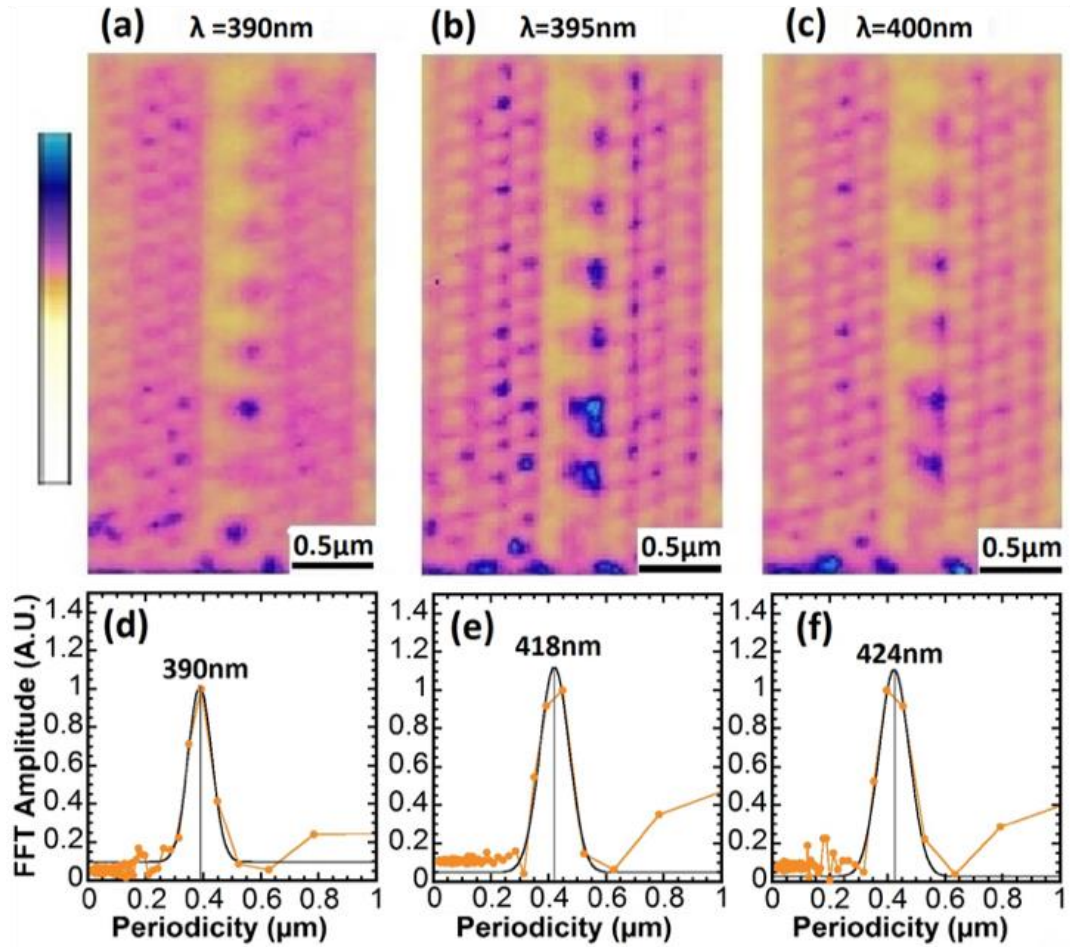 (a) λ =390nm
(b) λ=395nm
(c) λ=400nm
0.5µm
0.5µm
0.5µm
FFT Amplitude (A.U.)
1.4
1.2
1
0.8
0.6
0.4
0.2
0
(d)
390nm
0 0.2 0.4 0.6 0.8 1
Periodicity (µm)
1.4
1.2
1
0.8
0.6
0.4
0.2
0
(e)
418nm
0 0.2 0.4 0.6 0.8 1
Periodicity (µm)
1.4
1.2
1
0.8
0.6
0.4
0.2
0
(f)
424nm
0 0.2 0.4 0.6 0.8 1
Periodicity (µm)